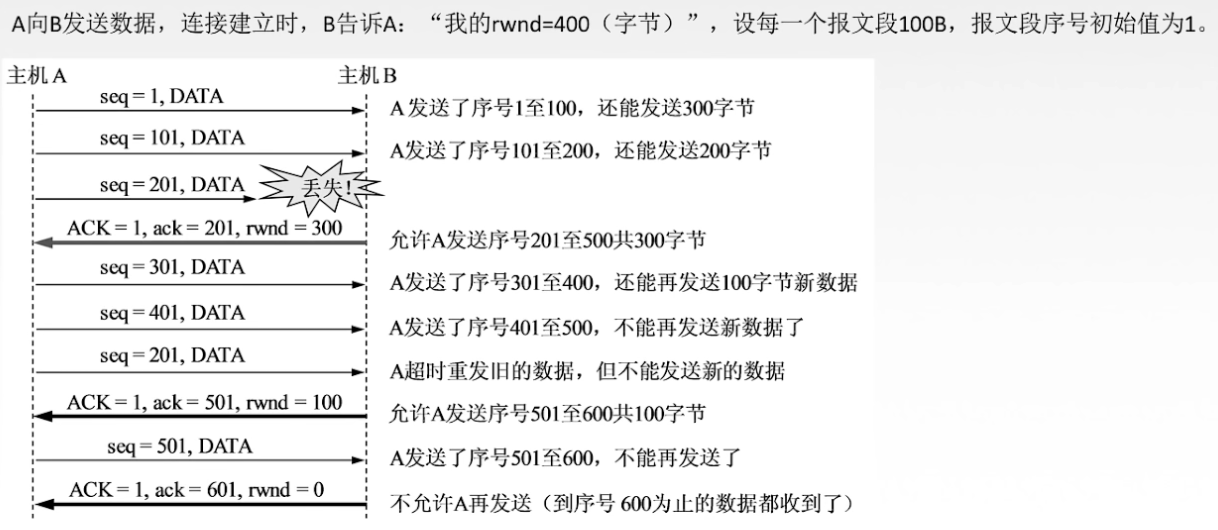 A向B发送数据，连接建立时，B告诉A：“我的rwnd=400（字节）”，设每一个报文段100B，报文段序号初始值为1。
主机A 主机B
seq = 1, DATA A发送了序号1至100，还能发送300字节
seq = 101, DATA A发送了序号101至200，还能发送200字节
seq = 201, DATA 丢失!
ACK = 1, ack = 201, rwnd = 300 允许A发送序号201至500共300字节
seq = 301, DATA A发送了序号301至400，还能再发送100字节新数据
seq = 401, DATA A发送了序号401至500，不能再发送新数据了
seq = 201, DATA A超时重发旧的数据，但不能发送新的数据
ACK = 1, ack = 501, rwnd = 100 允许A发送序号501至600共100字节
seq = 501, DATA A发送了序号501至600，不能再发送了
ACK = 1, ack = 601, rwnd = 0 不允许A再发送（到序号 600为止的数据都收到了）